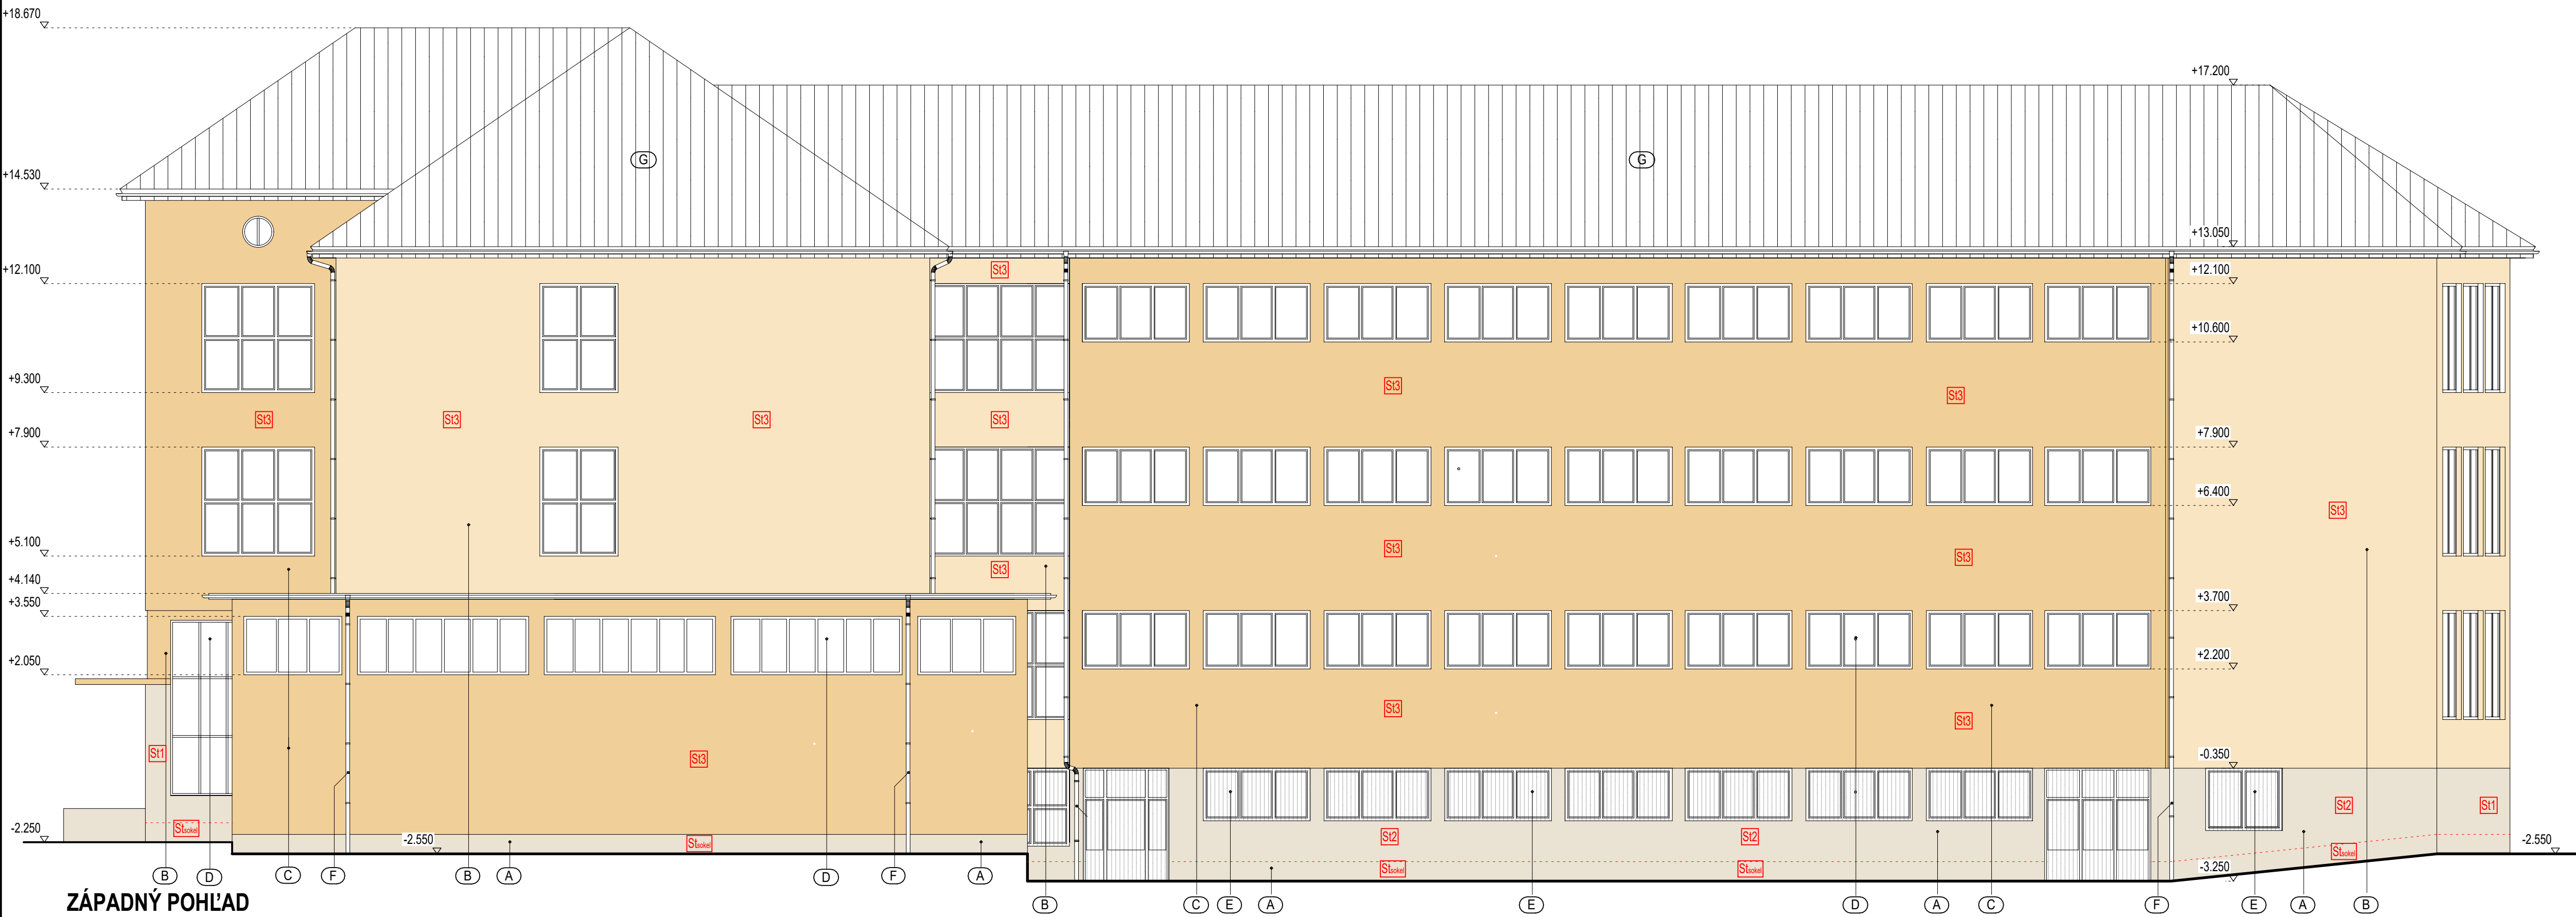 +18.670
+17.200
G G
+14.530
+13.050
+12.100 St3 +12.100
+10.600
+9.300 St3 St3
St3 St3 St3 St3
+7.900 +7.900
+6.400
St3
+5.100 St3 St3
St3
+4.140
+3.550 +3.700
+2.050 +2.200
St3 St3
St1 St3 -0.350
St2 St1
-2.250 Stsokel -2.550 Stsokel St2 St2 -2.550
Stsokel Stsokel Stsokel
-3.250
B D C F B A D F A
B C E A E D A C F E A B
ZÁPADNÝ POHĽAD